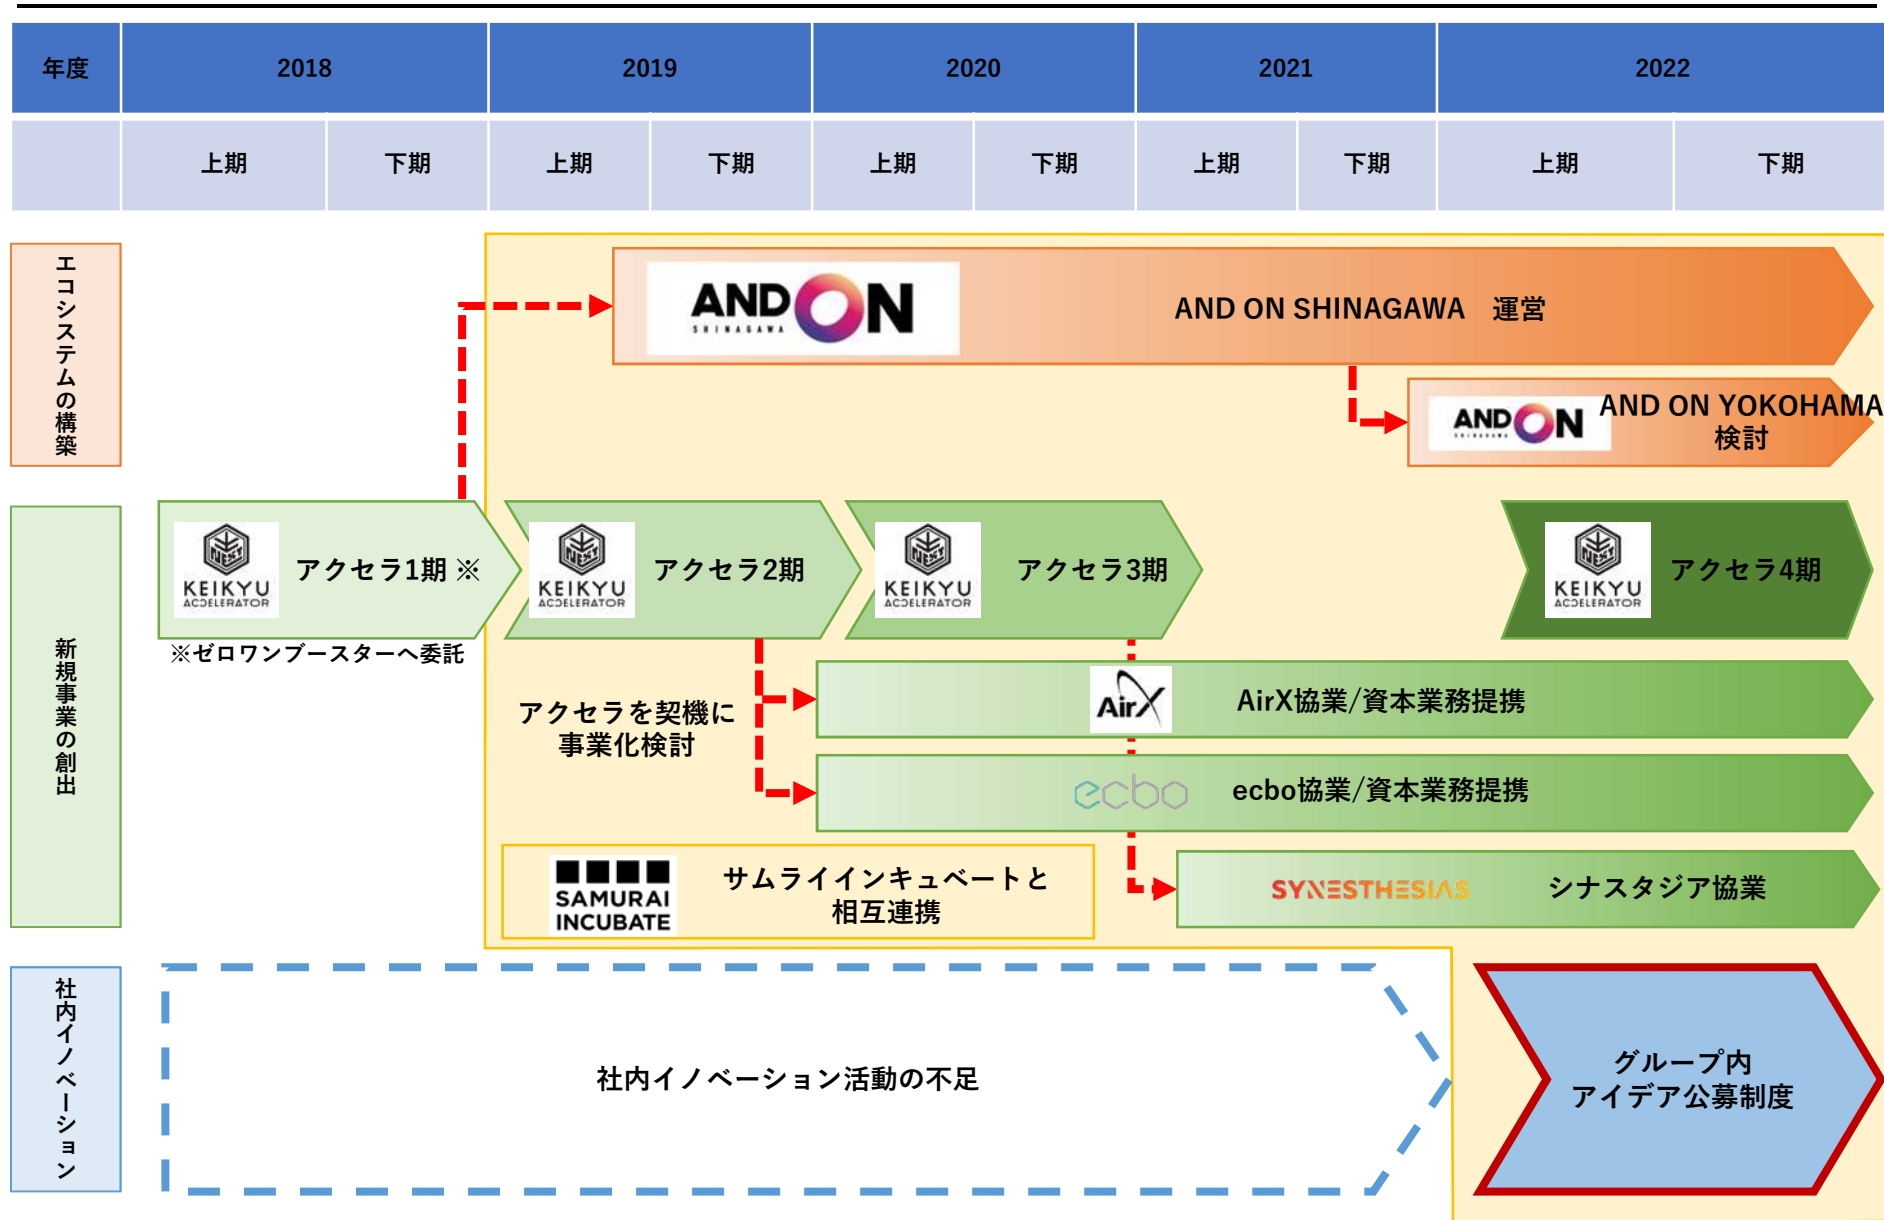 年度 2018 2019 2020 2021 2022
上期 下期 上期 下期 上期 下期 上期 下期 上期 下期
エコシステムの構築
AND ON
SHINAGAWA
AND ON SHINAGAWA　運営
AND ON
SHINAGAWA
AND ON YOKOHAMA
検討
新規事業の創出
NEXT
KEIKYU
ACCELERATOR
アクセラ1期 ※
NEXT
KEIKYU
ACCELERATOR
アクセラ2期
NEXT
KEIKYU
ACCELERATOR
アクセラ3期
NEXT
KEIKYU
ACCELERATOR
アクセラ4期
※ゼロワンブースターへ委託
アクセラを契機に
事業化検討
AirX
AirX協業/資本業務提携
ecbo
ecbo協業/資本業務提携
SAMURAI
INCUBATE
サムライインキュベートと
相互連携
SYNESTHESIAS
シナスタジア協業
社内イノベーション
社内イノベーション活動の不足
グループ内
アイデア公募制度